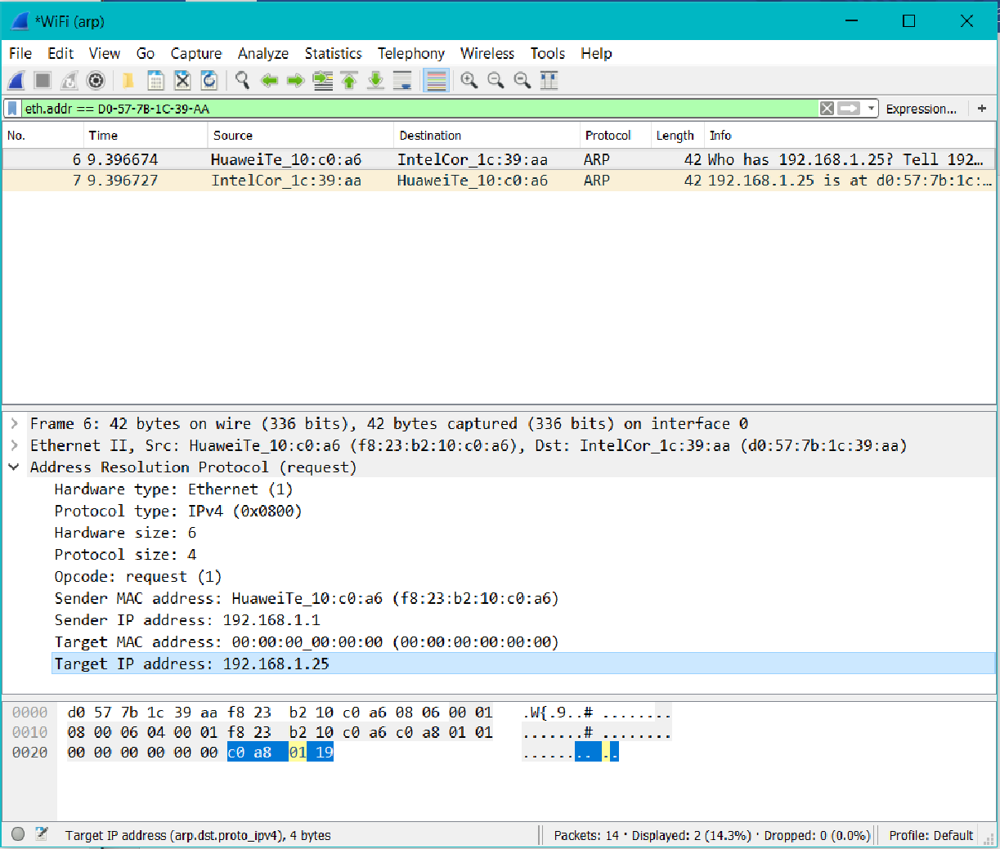 *WiFi (arp)
File Edit View Go Capture Analyze Statistics Telephony Wireless Tools Help
eth.addr == D0-57-7B-1C-39-AA Expression... +
No. Time Source Destination Protocol Length Info
6 9.396674 HuaweiTe_10:c0:a6 IntelCor_1c:39:aa ARP 42 Who has 192.168.1.25? Tell 192...
7 9.396727 IntelCor_1c:39:aa HuaweiTe_10:c0:a6 ARP 42 192.168.1.25 is at d0:57:7b:1c:...
Frame 6: 42 bytes on wire (336 bits), 42 bytes captured (336 bits) on interface 0
Ethernet II, Src: HuaweiTe_10:c0:a6 (f8:23:b2:10:c0:a6), Dst: IntelCor_1c:39:aa (d0:57:7b:1c:39:aa)
Address Resolution Protocol (request)
Hardware type: Ethernet (1)
Protocol type: IPv4 (0x0800)
Hardware size: 6
Protocol size: 4
Opcode: request (1)
Sender MAC address: HuaweiTe_10:c0:a6 (f8:23:b2:10:c0:a6)
Sender IP address: 192.168.1.1
Target MAC address: 00:00:00_00:00:00 (00:00:00:00:00:00)
Target IP address: 192.168.1.25
0000 d0 57 7b 1c 39 aa f8 23 b2 10 c0 a6 08 06 00 01 .W{.9..# ........
0010 08 00 06 04 00 01 f8 23 b2 10 c0 a6 c0 a8 01 01 .......# ........
0020 00 00 00 00 00 00 c0 a8 01 19 ........ ..
Target IP address (arp.dst.proto_ipv4), 4 bytes Packets: 14 · Displayed: 2 (14.3%) · Dropped: 0 (0.0%) Profile: Default